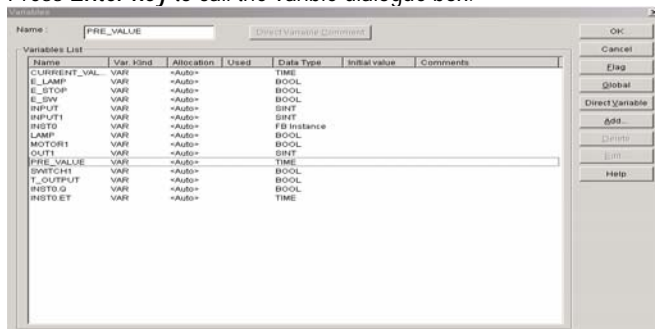 Press Enter key to call the varible dialogue box.
Variables
Name : PRE_VALUE Direct Variable Comment OK
Variables List Cancel
Name Var. Kind Allocation Used Data Type Initial value Comments
CURRENT_VAL... VAR <Auto> TIME Flag
E_LAMP VAR <Auto> BOOL
E_STOP VAR <Auto> BOOL Global
E_SW VAR <Auto> BOOL
INPUT VAR <Auto> SINT Direct Variable
INPUT1 VAR <Auto> SINT
INST0 VAR <Auto> FB Instance Add...
LAMP VAR <Auto> BOOL
MOTOR1 VAR <Auto> BOOL Delete
OUT1 VAR <Auto> SINT
PRE_VALUE VAR <Auto> TIME Edit...
SWITCH1 VAR <Auto> BOOL
T_OUTPUT VAR <Auto> BOOL Help
INST0.Q VAR <Auto> BOOL
INST0.ET VAR <Auto> TIME